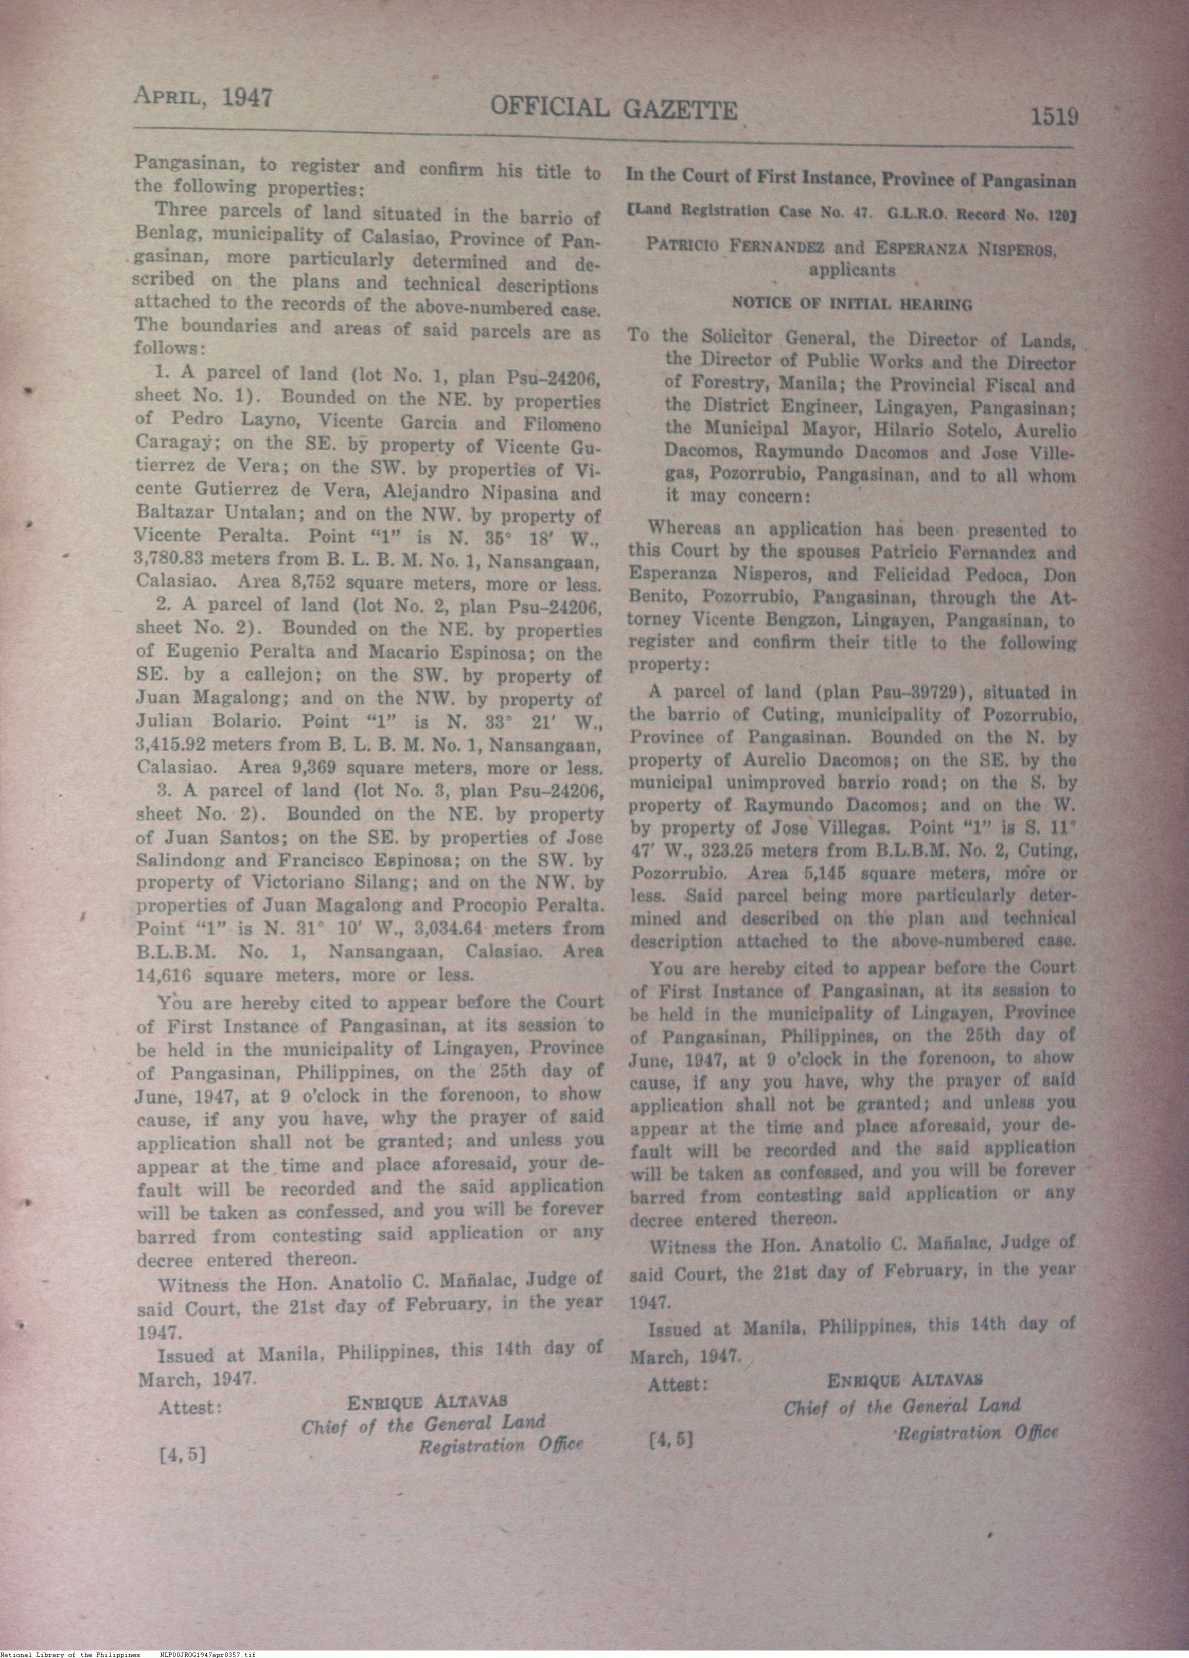 APRIL, 1947
OFFICIAL GAZETTE
1519
Pangasinan, to register and confirm his title to
the following properties:
Three parcels of land situated in the barrio of
Benlag, municipality of Calasiao, Province of Pan-
gasinan, more particularly determined and de-
scribed on the plans and technical descriptions
attached to the records of the above-numbered case.
The boundaries and areas of said parcels are as
follows:
1. A parcel of land (lot No. 1, plan Psu-24206,
sheet No. 1). Bounded on the NE. by properties
of Pedro Layno, Vicente Garcia and Filomeno
Caragay; on the SE. by property of Vicente Gu-
tierrez de Vera; on the SW. by properties of Vi-
cente Gutierrez de Vera, Alejandro Nipasina and
Baltazar Untalan; and on the NW. by property of
Vicente Peralta. Point "1" is N. 35° 18′ W.,
3,780.83 meters from B. L. B. M. No. 1, Nansangaan,
Calasiao. Area 8,752 square meters, more or less.
2. A parcel of land (lot No. 2, plan Psu-24206,
sheet No. 2). Bounded on the NE. by properties
of Eugenio Peralta and Macario Espinosa; on the
SE. by a callejon; on the SW. by property of
Juan Magalong; and on the NW. by property of
Julian Bolario. Point "1" is N. 33° 21′ W.,
3,415.92 meters from B. L. B. M. No. 1, Nansangaan,
Calasiao. Area 9,369 square meters, more or less.
3. A parcel of land (lot No. 3, plan Psu-24206,
sheet No. 2). Bounded on the NE. by property
of Juan Santos; on the SE. by properties of Jose
Salindong and Francisco Espinosa; on the SW. by
property of Victoriano Silang; and on the NW. by
properties of Juan Magalong and Procopio Peralta.
Point "1" is N. 31° 10′ W., 3,034.64 meters from
B.L.B.M. No. 1, Nansangaan, Calasiao. Area
14,616 square meters, more or less.
You are hereby cited to appear before the Court
of First Instance of Pangasinan, at its session to
be held in the municipality of Lingayen, Province
of Pangasinan, Philippines, on the 25th day of
June, 1947, at 9 o'clock in the forenoon, to show
cause, if any you have, why the prayer of said
application shall not be granted; and unless you
appear at the time and place aforesaid, your de-
fault will be recorded and the said application
will be taken as confessed, and you will be forever
barred from contesting said application or any
decree entered thereon.
Witness the Hon. Anatolio C. Mañalac, Judge of
said Court, the 21st day of February, in the year
1947.
Issued at Manila, Philippines, this 14th day of
March, 1947.
Attest: ENRIQUE ALTAVAS
Chief of the General Land
Registration Office
[4, 5]
In the Court of First Instance, Province of Pangasinan
[Land Registration Case No. 47. G.L.R.O. Record No. 120]
PATRICIO FERNANDEZ and ESPERANZA NISPEROS,
applicants
NOTICE OF INITIAL HEARING
To the Solicitor General, the Director of Lands,
the Director of Public Works and the Director
of Forestry, Manila; the Provincial Fiscal and
the District Engineer, Lingayen, Pangasinan;
the Municipal Mayor, Hilario Sotelo, Aurelio
Dacomos, Raymundo Dacomos and Jose Ville-
gas, Pozorrubio, Pangasinan, and to all whom
it may concern:
Whereas an application has been presented to
this Court by the spouses Patricio Fernandez and
Esperanza Nisperos, and Felicidad Pedoca, Don
Benito, Pozorrubio, Pangasinan, through the At-
torney Vicente Bengzon, Lingayen, Pangasinan, to
register and confirm their title to the following
property:
A parcel of land (plan Psu-39729), situated in
the barrio of Cuting, municipality of Pozorrubio,
Province of Pangasinan. Bounded on the N. by
property of Aurelio Dacomos; on the SE. by the
municipal unimproved barrio road; on the S. by
property of Raymundo Dacomos; and on the W.
by property of Jose Villegas. Point "1" is S. 11°
47′ W., 323.25 meters from B.L.B.M. No. 2, Cuting,
Pozorrubio. Area 5,145 square meters, more or
less. Said parcel being more particularly deter-
mined and described on the plan and technical
description attached to the above-numbered case.
You are hereby cited to appear before the Court
of First Instance of Pangasinan, at its session to
be held in the municipality of Lingayen, Province
of Pangasinan, Philippines, on the 25th day of
June, 1947, at 9 o'clock in the forenoon, to show
cause, if any you have, why the prayer of said
application shall not be granted; and unless you
appear at the time and place aforesaid, your de-
fault will be recorded and the said application
will be taken as confessed, and you will be forever
barred from contesting said application or any
decree entered thereon.
Witness the Hon. Anatolio C. Mañalac, Judge of
said Court, the 21st day of February, in the year
1947.
Issued at Manila, Philippines, this 14th day of
March, 1947.
Attest: ENRIQUE ALTAVAS
Chief of the General Land
Registration Office
[4, 5]
National Library of the Philippines NLP00JROG1947apr0357.tif